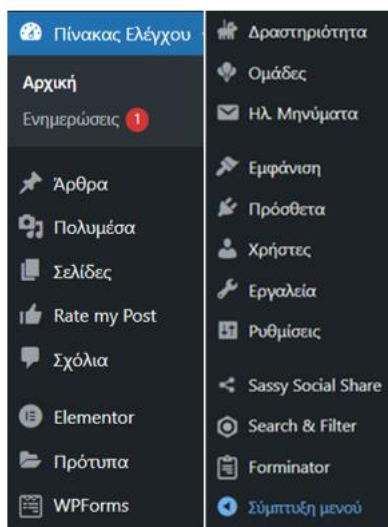 Πίνακας Ελέγχου
Αρχική
Ενημερώσεις 1
Άρθρα
Πολυμέσα
Σελίδες
Rate my Post
Σχόλια
Elementor
Πρότυπα
WPForms
Δραστηριότητα
Ομάδες
Ηλ. Μηνύματα
Εμφάνιση
Πρόσθετα
Χρήστες
Εργαλεία
Ρυθμίσεις
Sassy Social Share
Search & Filter
Forminator
Σύμπτυξη μενού